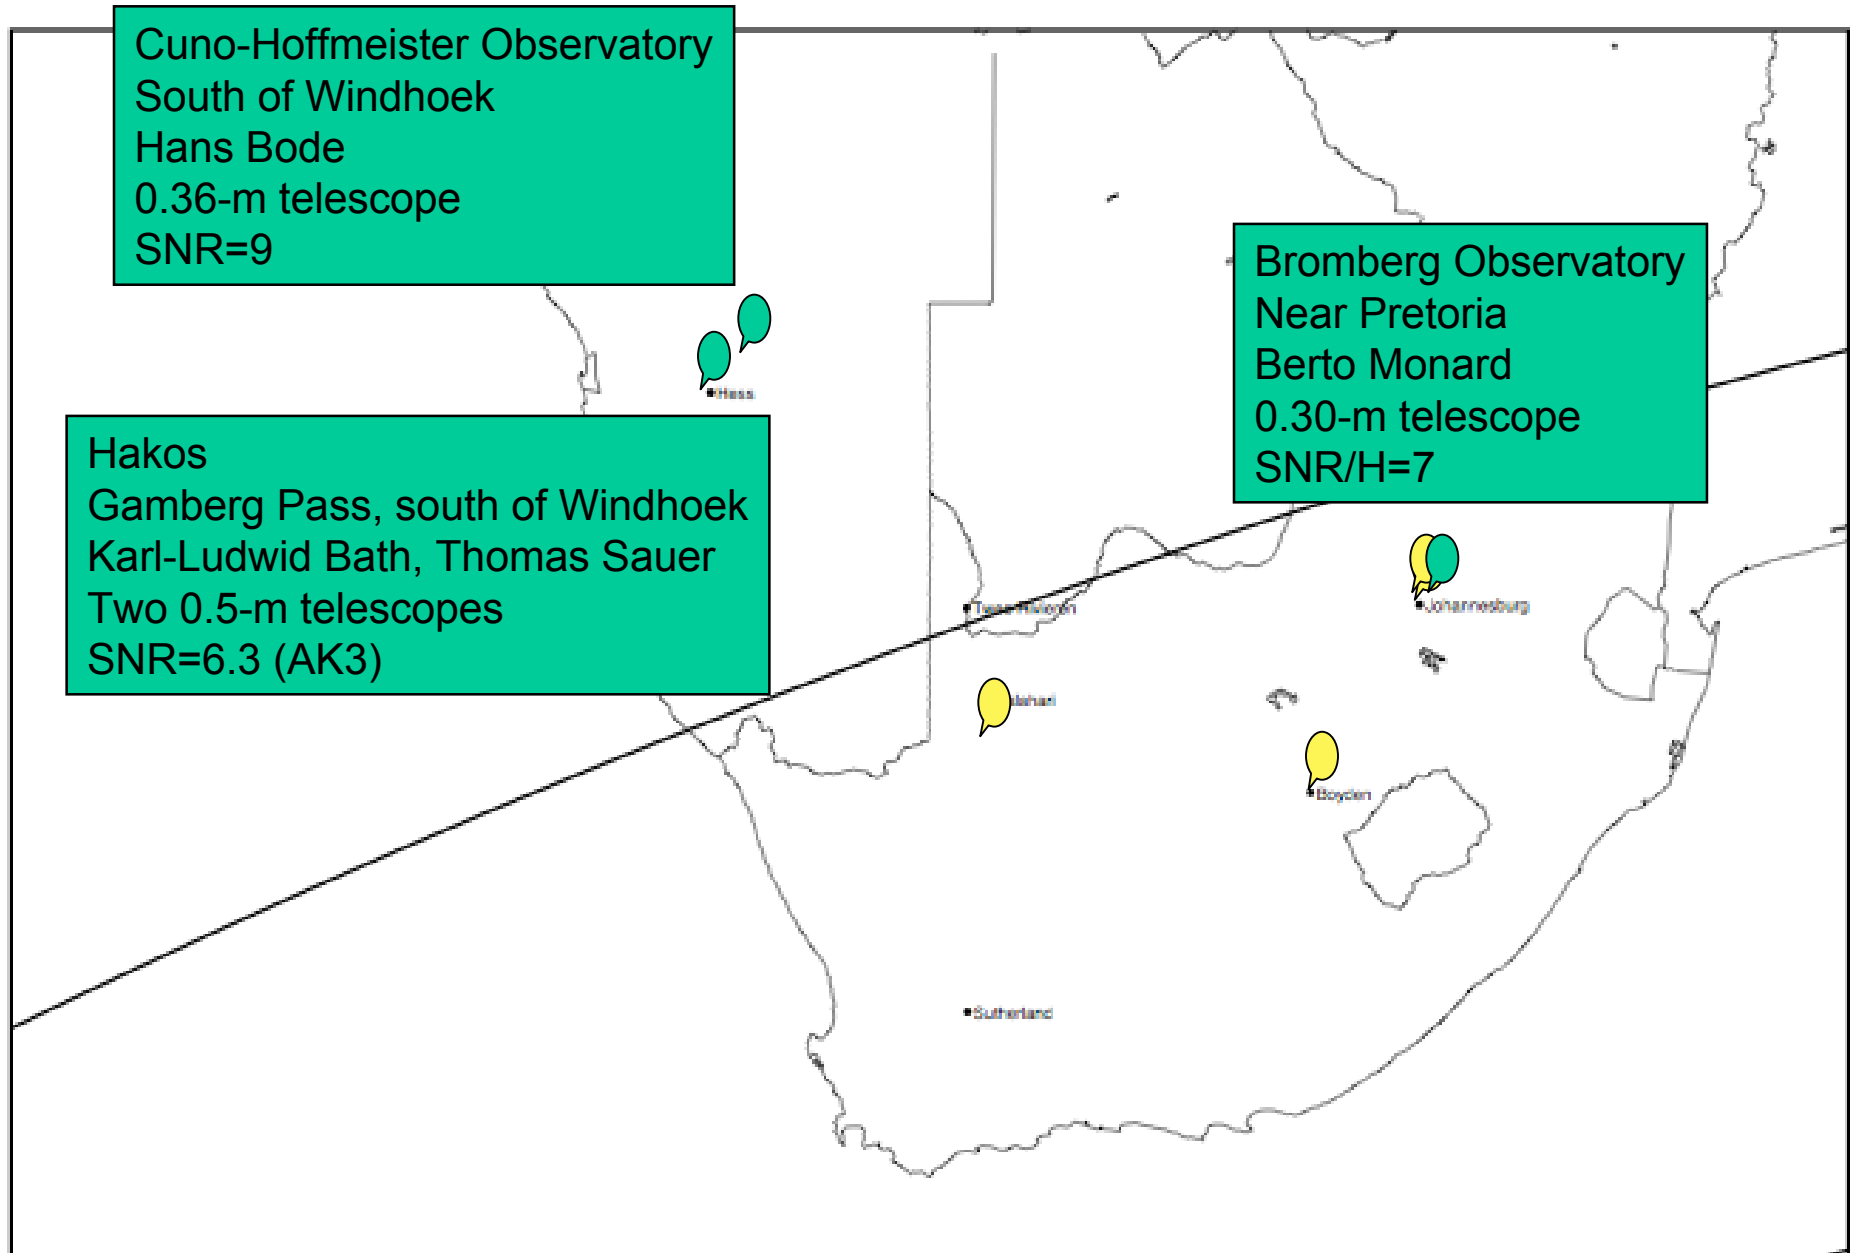 Cuno-Hoffmeister Observatory
South of Windhoek
Hans Bode
0.36-m telescope
SNR=9
Bromberg Observatory
Near Pretoria
Berto Monard
0.30-m telescope
SNR/H=7
Hess
Hakos
Gamberg Pass, south of Windhoek
Karl-Ludwid Bath, Thomas Sauer
Two 0.5-m telescopes
SNR=6.3 (AK3)
Johannesburg
Boyden
Sutherland